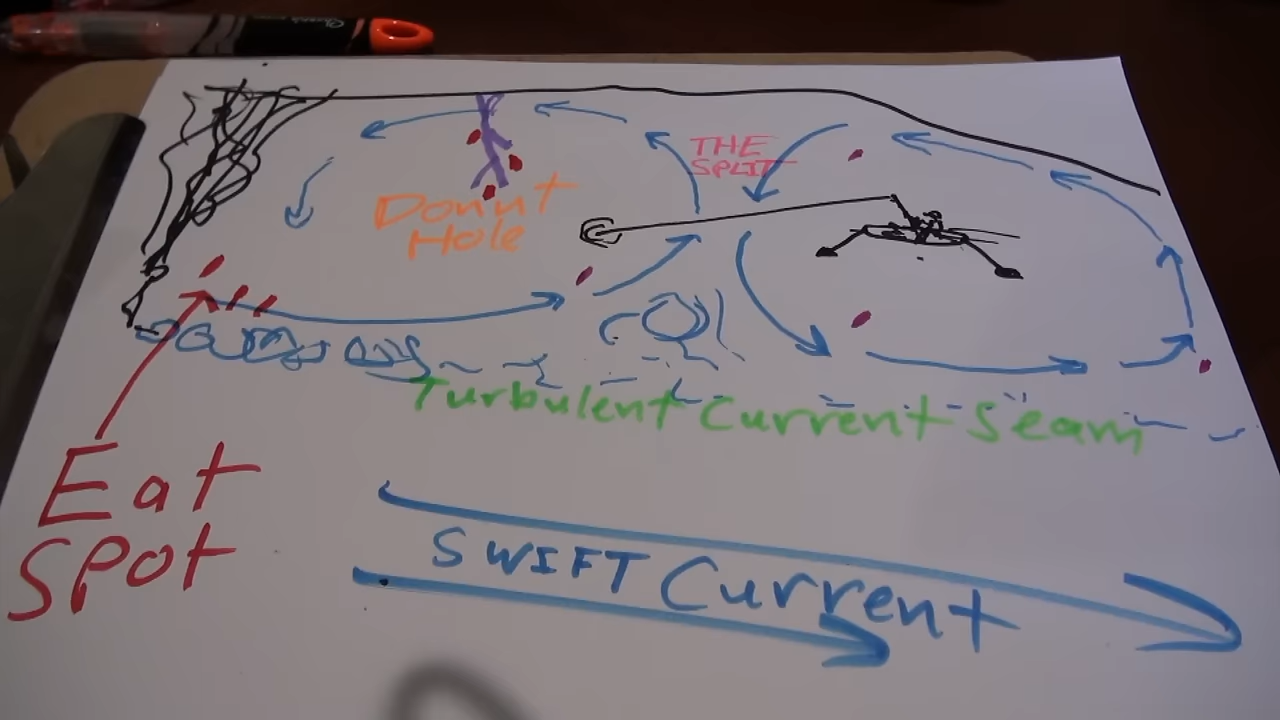 THE
SPLIT
Donut
Hole
Turbulent Current Seam
Eat
Spot
SWIFT Current